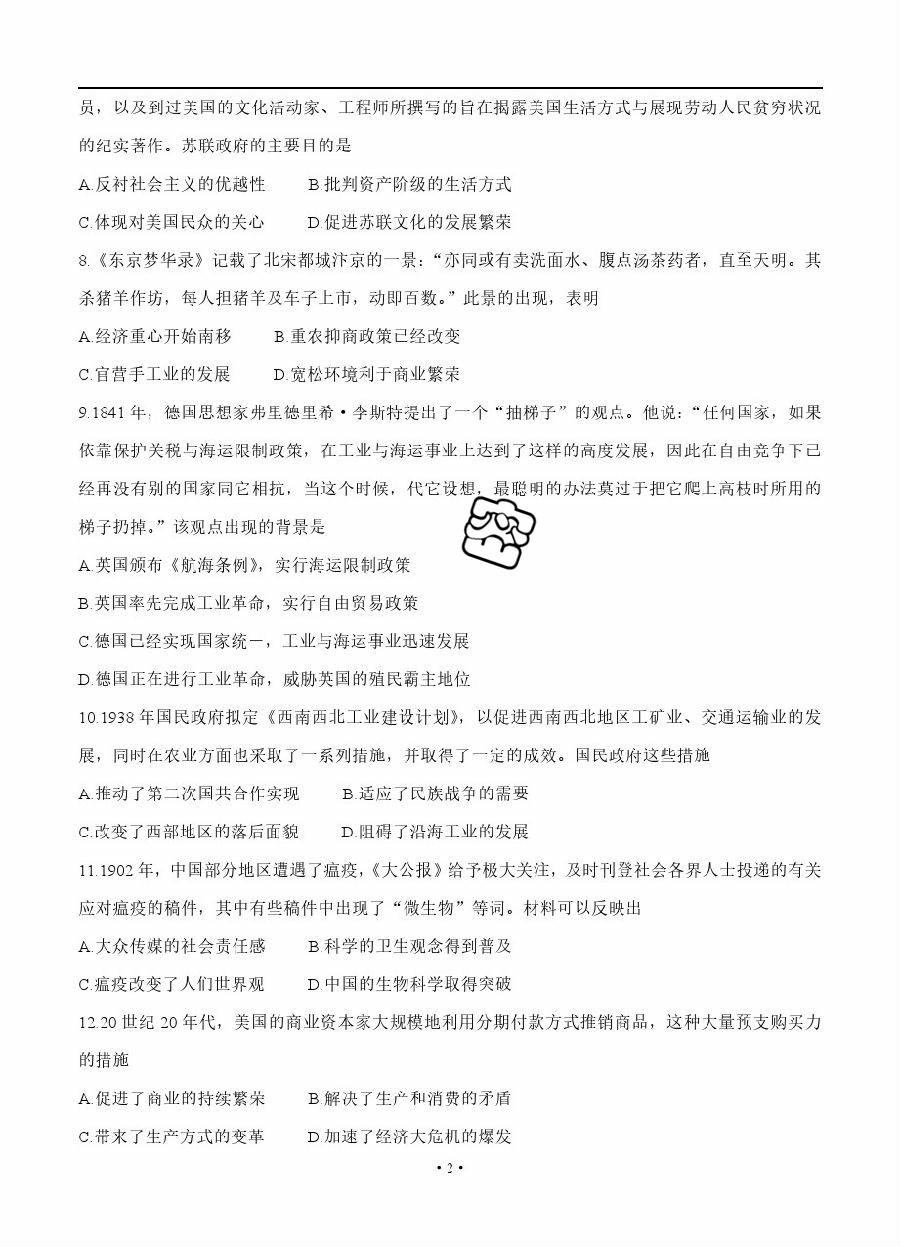 员，以及到过美国的文化活动家、工程师所撰写的旨在揭露美国生活方式与展现劳动人民贫穷状况
的纪实著作。苏联政府的主要目的是
A.反衬社会主义的优越性 B批判资产阶级的生活方式
C.体现对美国民众的关心 D.促进苏联文化的发展繁荣
8.《东京梦华录》记载了北宋都城汴京的一景：“亦间或有卖洗面水、腹点汤茶药者，直至天明。其
杀猪羊作坊，每人担猪羊及车子上市，动即百数。”此景的出现，表明
A.经济重心开始南移 B.重农抑商政策已经改变
C.官营手工业的发展 D.宽松环境利于商业繁荣
9.1841年，德国思想家弗里德里希·李斯特提出了一个“抽梯子”的观点。他说：“任何国家，如果
依靠保护关税与海运限制政策，在工业与海运事业上达到了这样的高度发展，因此在自由竞争下已
经再没有别的国家同它相抗，当这个时候，代它设想，最聪明的办法莫过于把它爬上高枝时所用的
梯子扔掉。”该观点出现的背景是
A.英国颁布《航海条例》，实行海运限制政策
B.英国率先完成工业革命，实行自由贸易政策
C.德国已经实现国家统一，工业与海运事业迅速发展
D.德国正在进行工业革命，威胁英国的殖民霸主地位
10.1938年国民政府拟定《西南西北工业建设计划》，以促进西南西北地区工矿业、交通运输业的发
展，同时在农业方面也采取了一系列措施，并取得了一定的成效。国民政府这些措施
A.推动了第二次国共合作实现 B.适应了民族战争的需要
C.改变了西部地区的落后面貌 D.阻碍了沿海工业的发展
11.1902年，中国部分地区遭遇了瘟疫，《大公报》给予极大关注，及时刊登社会各界人士投递的有关
应对瘟疫的稿件，其中有些稿件中出现了“微生物”等词。材料可以反映出
A.大众传媒的社会责任感 B科学的卫生观念得到普及
C.瘟疫改变了人们世界观 D.中国的生物科学取得突破
12.20世纪20年代，美国的商业资本家大规模地利用分期付款方式推销商品，这种大量预支购买力
的措施
A.促进了商业的持续繁荣 B.解决了生产和消费的矛盾
C.带来了生产方式的变革 D.加速了经济大危机的爆发
·2·